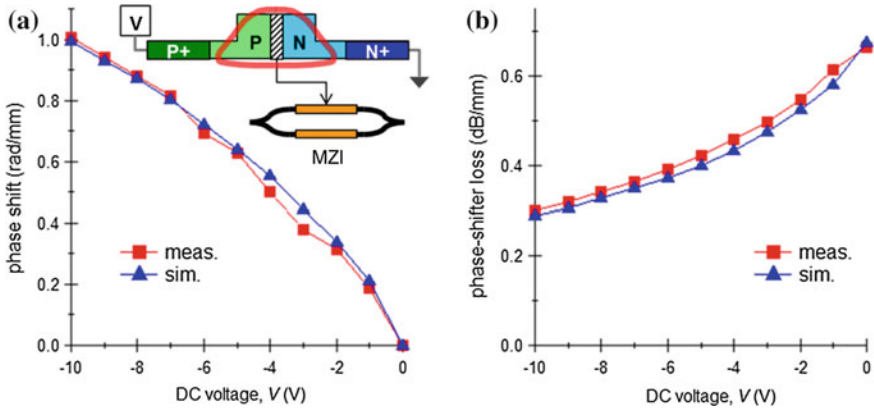 (a)
V
P+
P
N
N+
MZI
phase shift (rad/mm)
1.0
0.8
0.6
0.4
0.2
0.0
meas.
sim.
-10
-8
-6
-4
-2
0
DC voltage, V (V)
(b)
phase-shifter loss (dB/mm)
0.6
0.4
0.2
0.0
meas.
sim.
-10
-8
-6
-4
-2
0
DC voltage, V (V)